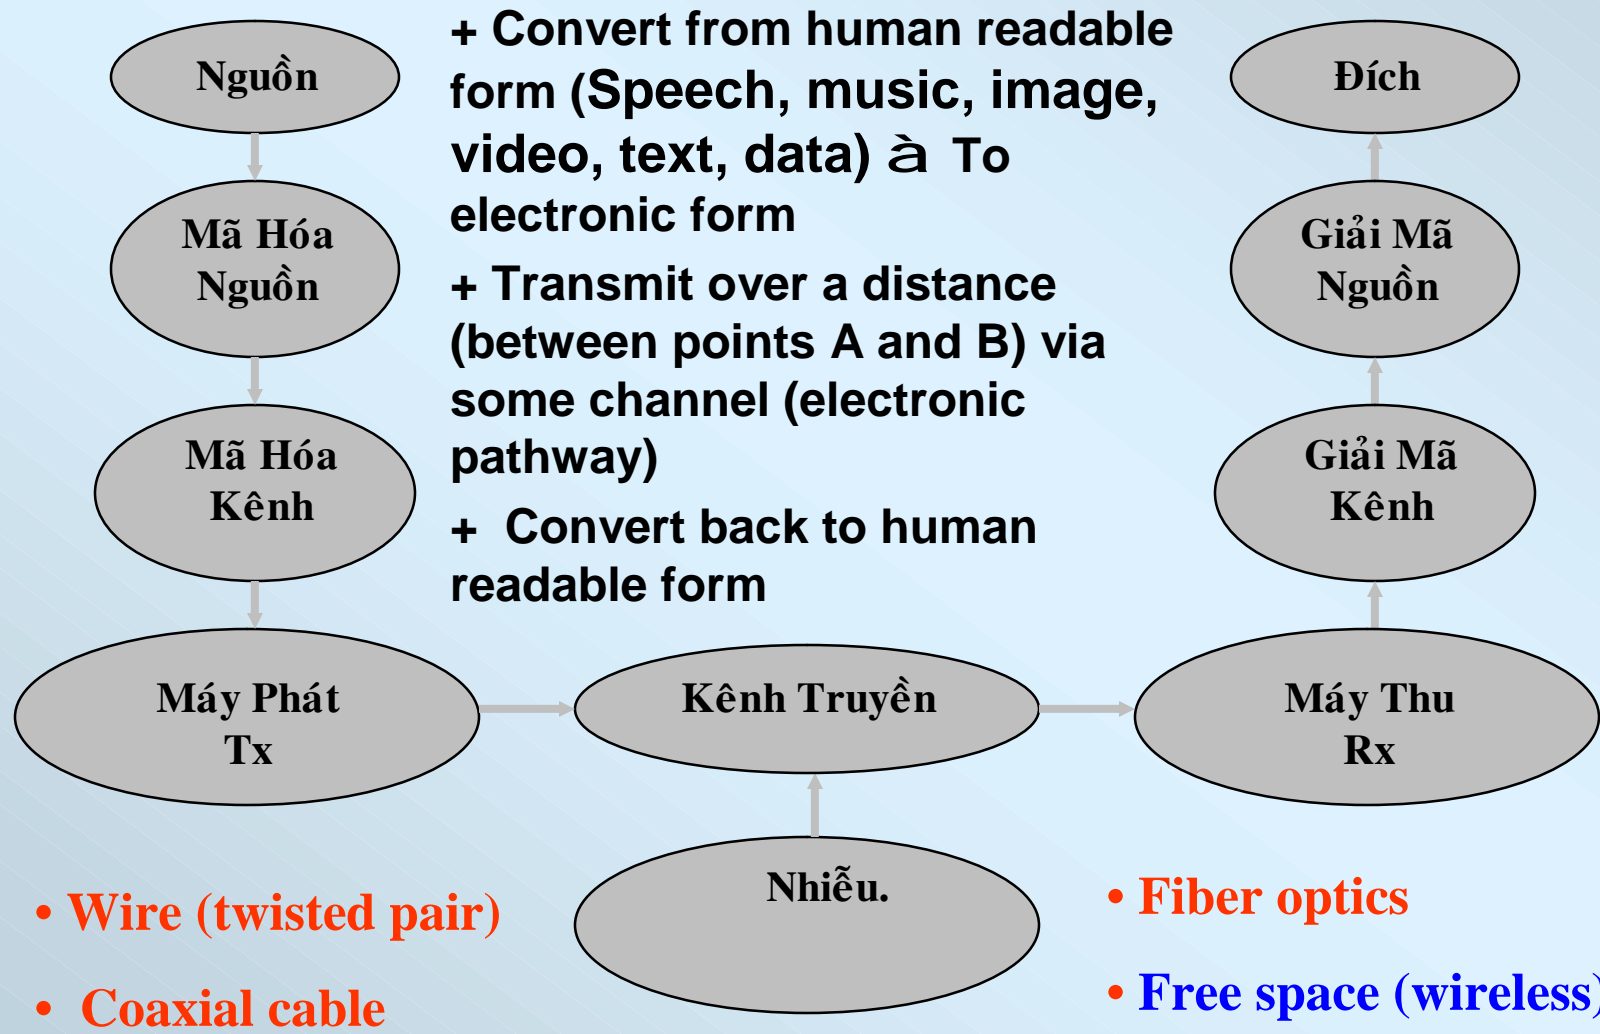 Nguồn
Mã Hóa
Nguồn
Mã Hóa
Kênh
Máy Phát
Tx
+ Convert from human readable
form (Speech, music, image,
video, text, data) à To
electronic form
+ Transmit over a distance
(between points A and B) via
some channel (electronic
pathway)
+ Convert back to human
readable form
Kênh Truyền
Nhiễu.
Đích
Giải Mã
Nguồn
Giải Mã
Kênh
Máy Thu
Rx
• Wire (twisted pair)
• Coaxial cable
• Fiber optics
• Free space (wireless)